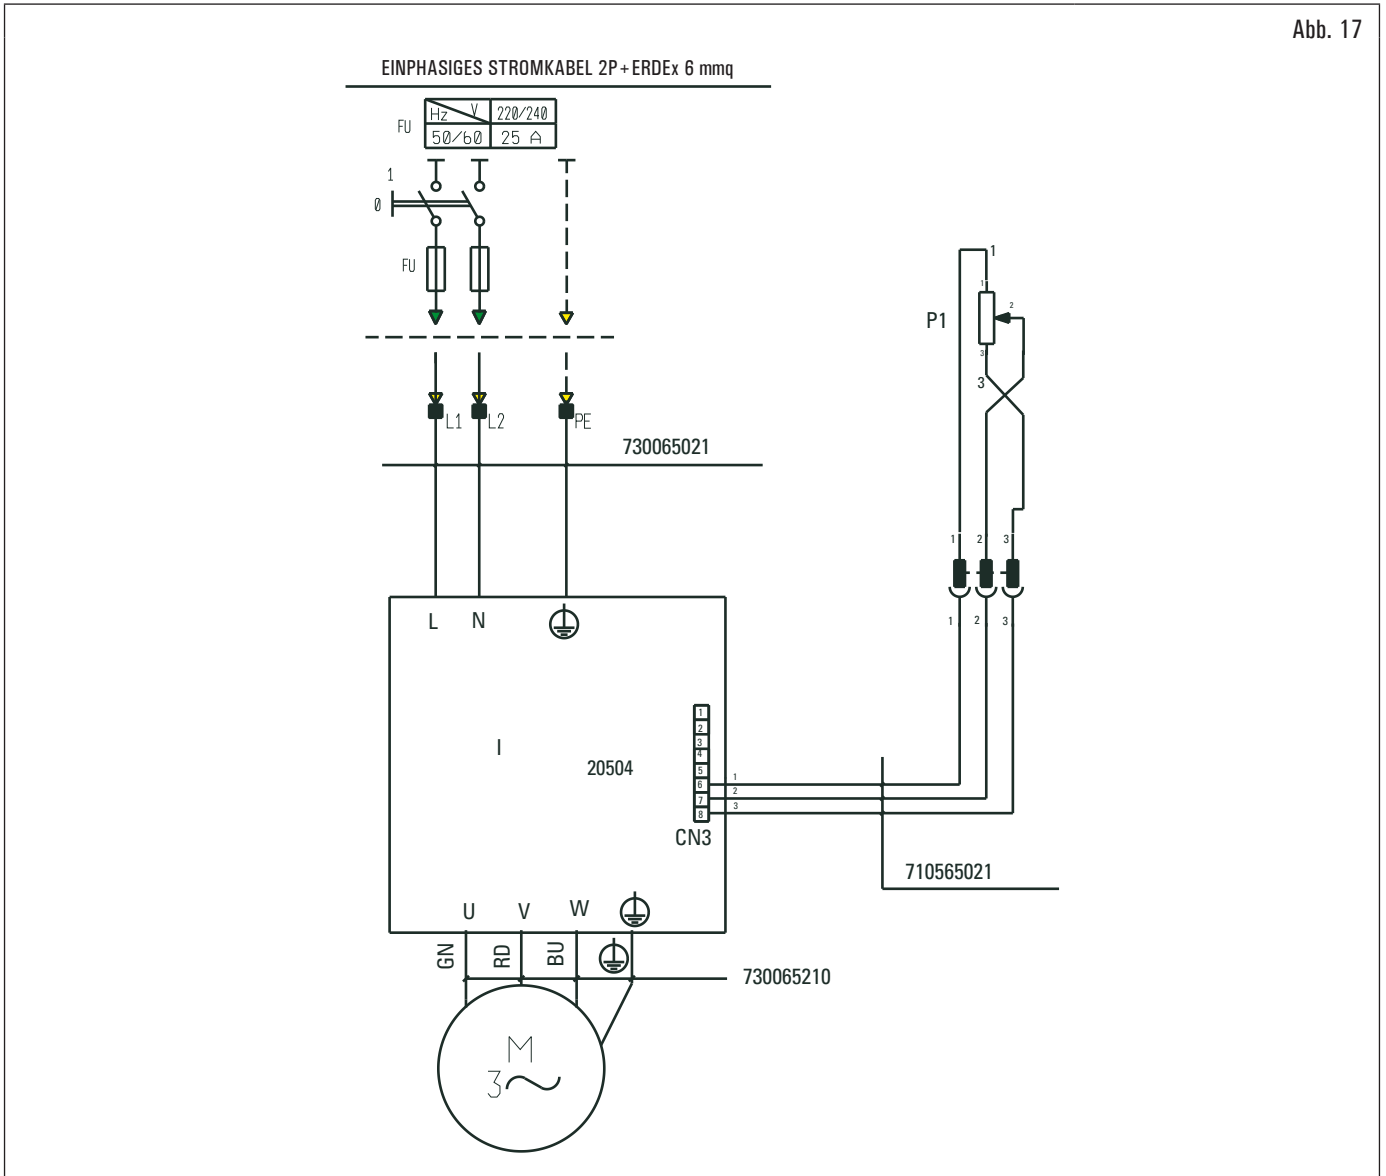 Abb. 17
EINPHASIGES STROMKABEL 2P+ERDEx 6 mmq
Hz V 220/240
FU
50/60 25 A
1
0
FU
1
1
2
P1
3
3
L1 L2 PE
730065021
1 2 3
L N
1 2 3
1
2
3
4
5
6 1
7 2
8 3
I
20504
CN3
710565021
U V W
GN RD BU
730065210
M
3